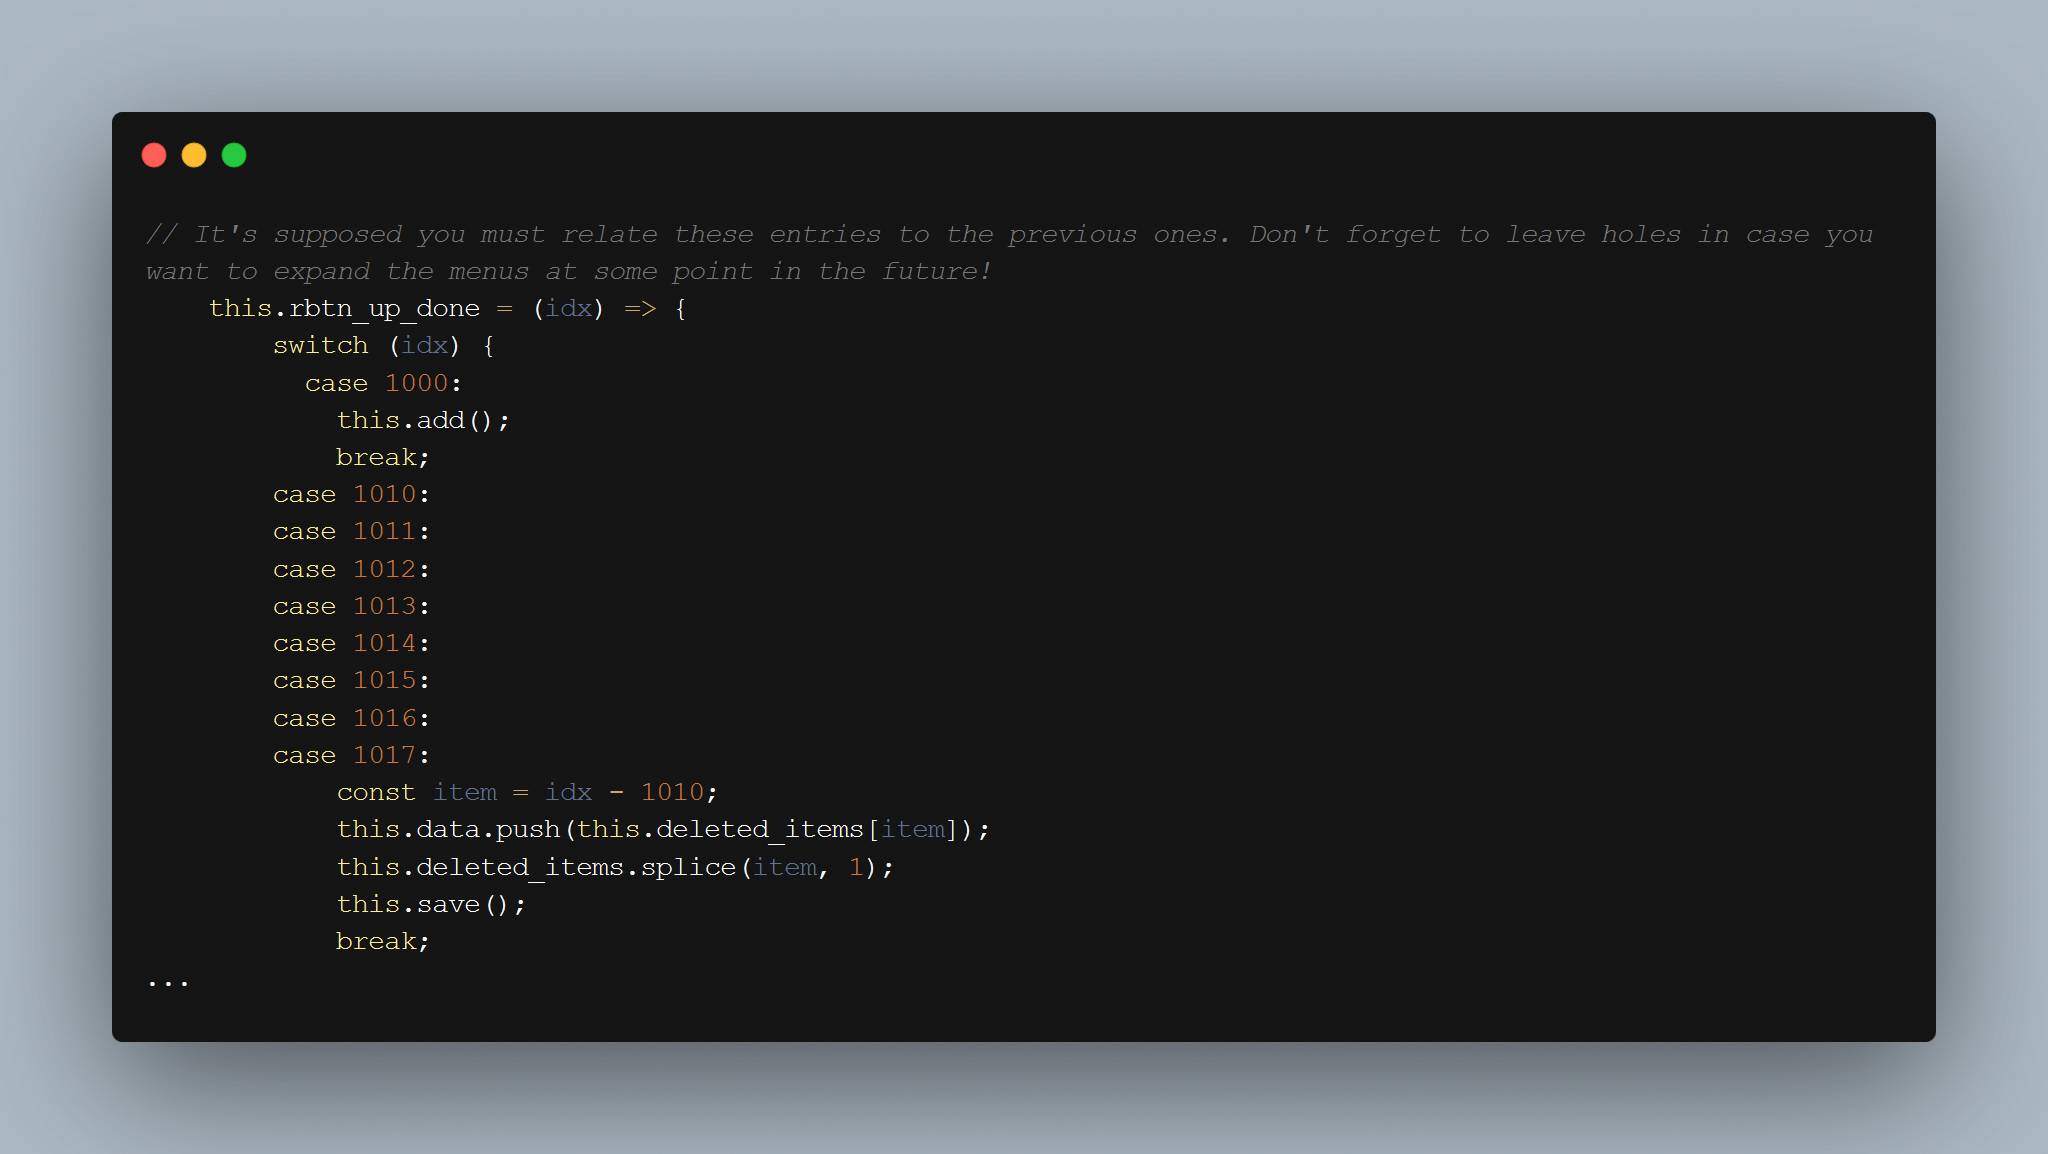 // It's supposed you must relate these entries to the previous ones. Don't forget to leave holes in case you
want to expand the menus at some point in the future!
    this.rbtn_up_done = (idx) => {
        switch (idx) {
          case 1000:
            this.add();
            break;
        case 1010:
        case 1011:
        case 1012:
        case 1013:
        case 1014:
        case 1015:
        case 1016:
        case 1017:
            const item = idx - 1010;
            this.data.push(this.deleted_items[item]);
            this.deleted_items.splice(item, 1);
            this.save();
            break;
...